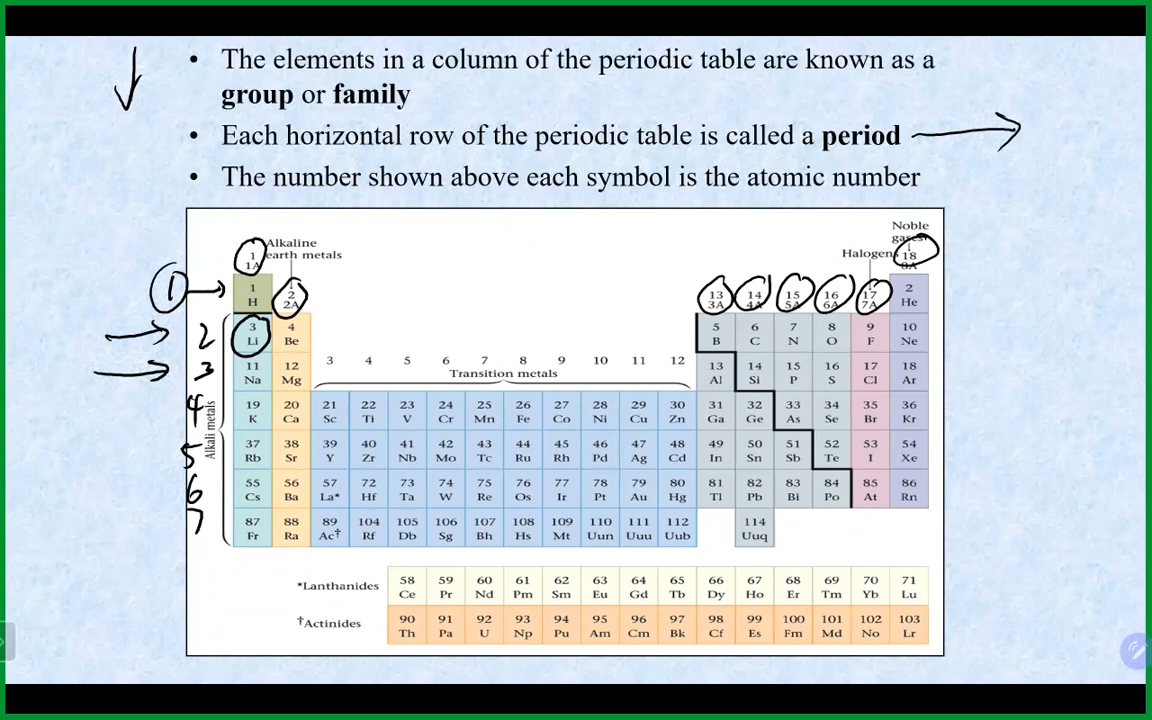 • The elements in a column of the periodic table are known as a
group or family
• Each horizontal row of the periodic table is called a period
• The number shown above each symbol is the atomic number
Noble
gases
Alkaline
earth metals
Halogens
1 18
1A 8A
1 1 2 13 14 15 16 17 2
H 2A 3A 4A 5A 6A 7A He
2 3 4 5 6 7 8 9 10
Li Be B C N O F Ne
3 4 5 6 7 8 9 10 11 12
Transition metals
3 11 12 13 14 15 16 17 18
Na Mg Al Si P S Cl Ar
Alkali metals
4 19 20 21 22 23 24 25 26 27 28 29 30 31 32 33 34 35 36
K Ca Sc Ti V Cr Mn Fe Co Ni Cu Zn Ga Ge As Se Br Kr
5 37 38 39 40 41 42 43 44 45 46 47 48 49 50 51 52 53 54
Rb Sr Y Zr Nb Mo Tc Ru Rh Pd Ag Cd In Sn Sb Te I Xe
6 55 56 57 72 73 74 75 76 77 78 79 80 81 82 83 84 85 86
Cs Ba La* Hf Ta W Re Os Ir Pt Au Hg Tl Pb Bi Po At Rn
7 87 88 89 104 105 106 107 108 109 110 111 112 114
Fr Ra Ac† Rf Db Sg Bh Hs Mt Uun Uuu Uub Uuq
*Lanthanides
58 59 60 61 62 63 64 65 66 67 68 69 70 71
Ce Pr Nd Pm Sm Eu Gd Tb Dy Ho Er Tm Yb Lu
†Actinides
90 91 92 93 94 95 96 97 98 99 100 101 102 103
Th Pa U Np Pu Am Cm Bk Cf Es Fm Md No Lr